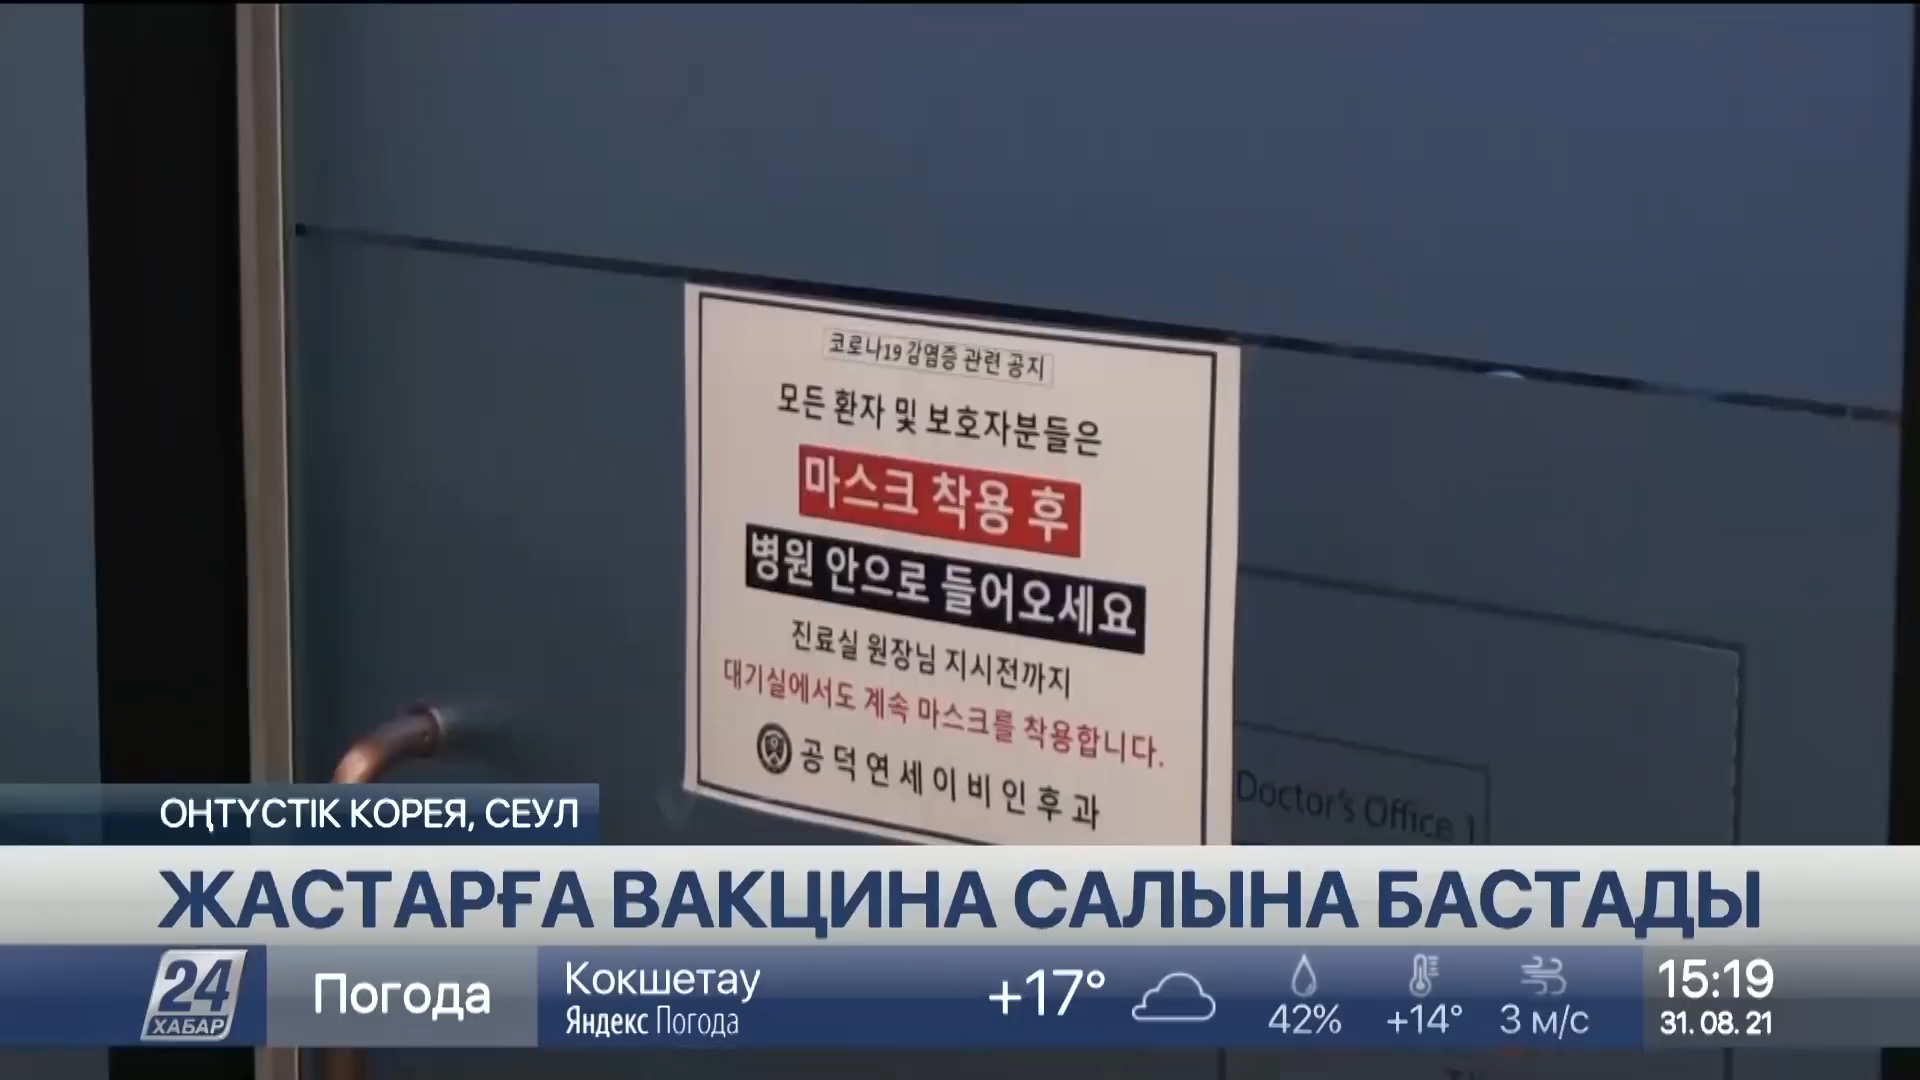 코로나19 감염증 관련 공지
모든 환자 및 보호자분들은
마스크 착용 후
병원 안으로 들어오세요
진료실 원장님 지시전까지
대기실에서도 계속 마스크를 착용합니다.
공덕연세이비인후과
Doctor's Office 1
ОҢТҮСТІК КОРЕЯ, СЕУЛ
ЖАСТАРҒА ВАКЦИНА САЛЫНА БАСТАДЫ
24
ХАБАР
Погода
Кокшетау
Яндекс Погода
+17°
42%
+14°
3 м/с
15:19
31. 08. 21